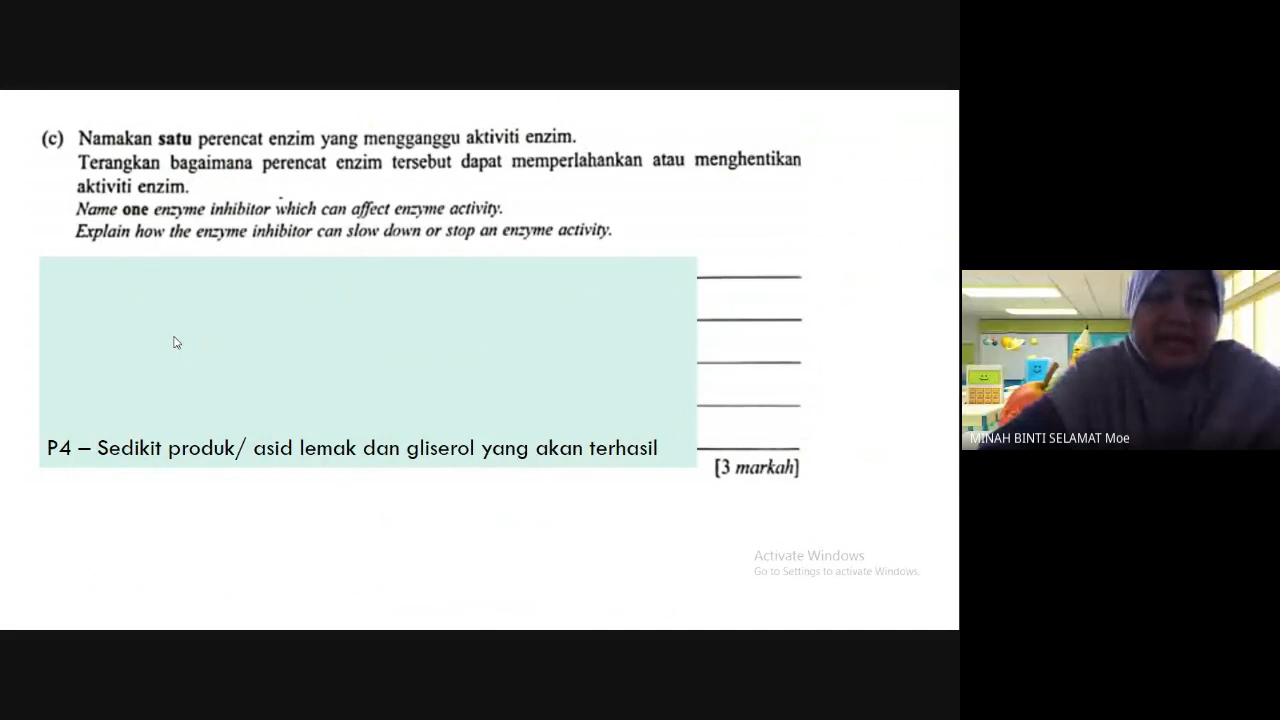 (c) Namakan satu perencat enzim yang mengganggu aktiviti enzim.
Terangkan bagaimana perencat enzim tersebut dapat memperlahankan atau menghentikan
aktiviti enzim.
Name one enzyme inhibitor which can affect enzyme activity.
Explain how the enzyme inhibitor can slow down or stop an enzyme activity.
P4 – Sedikit produk/ asid lemak dan gliserol yang akan terhasil
[3 markah]
Activate Windows
Go to Settings to activate Windows.
MINAH BINTI SELAMAT Moe